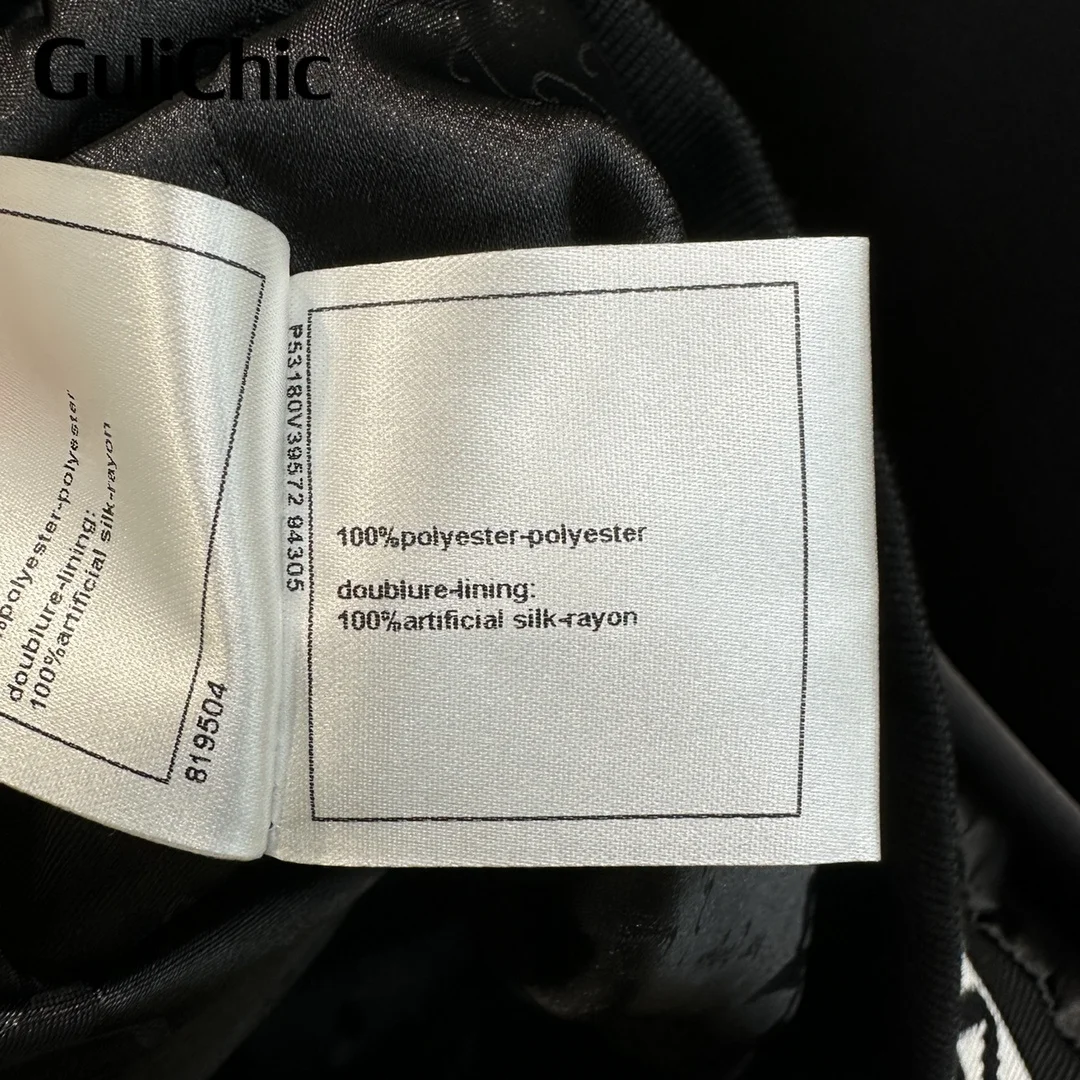 GuliChic
polyester-polyester
doublure-lining:
100%artificial silk-rayon
819504
P53180V39572 94305
100%polyester-polyester
doublure-lining:
100%artificial silk-rayon